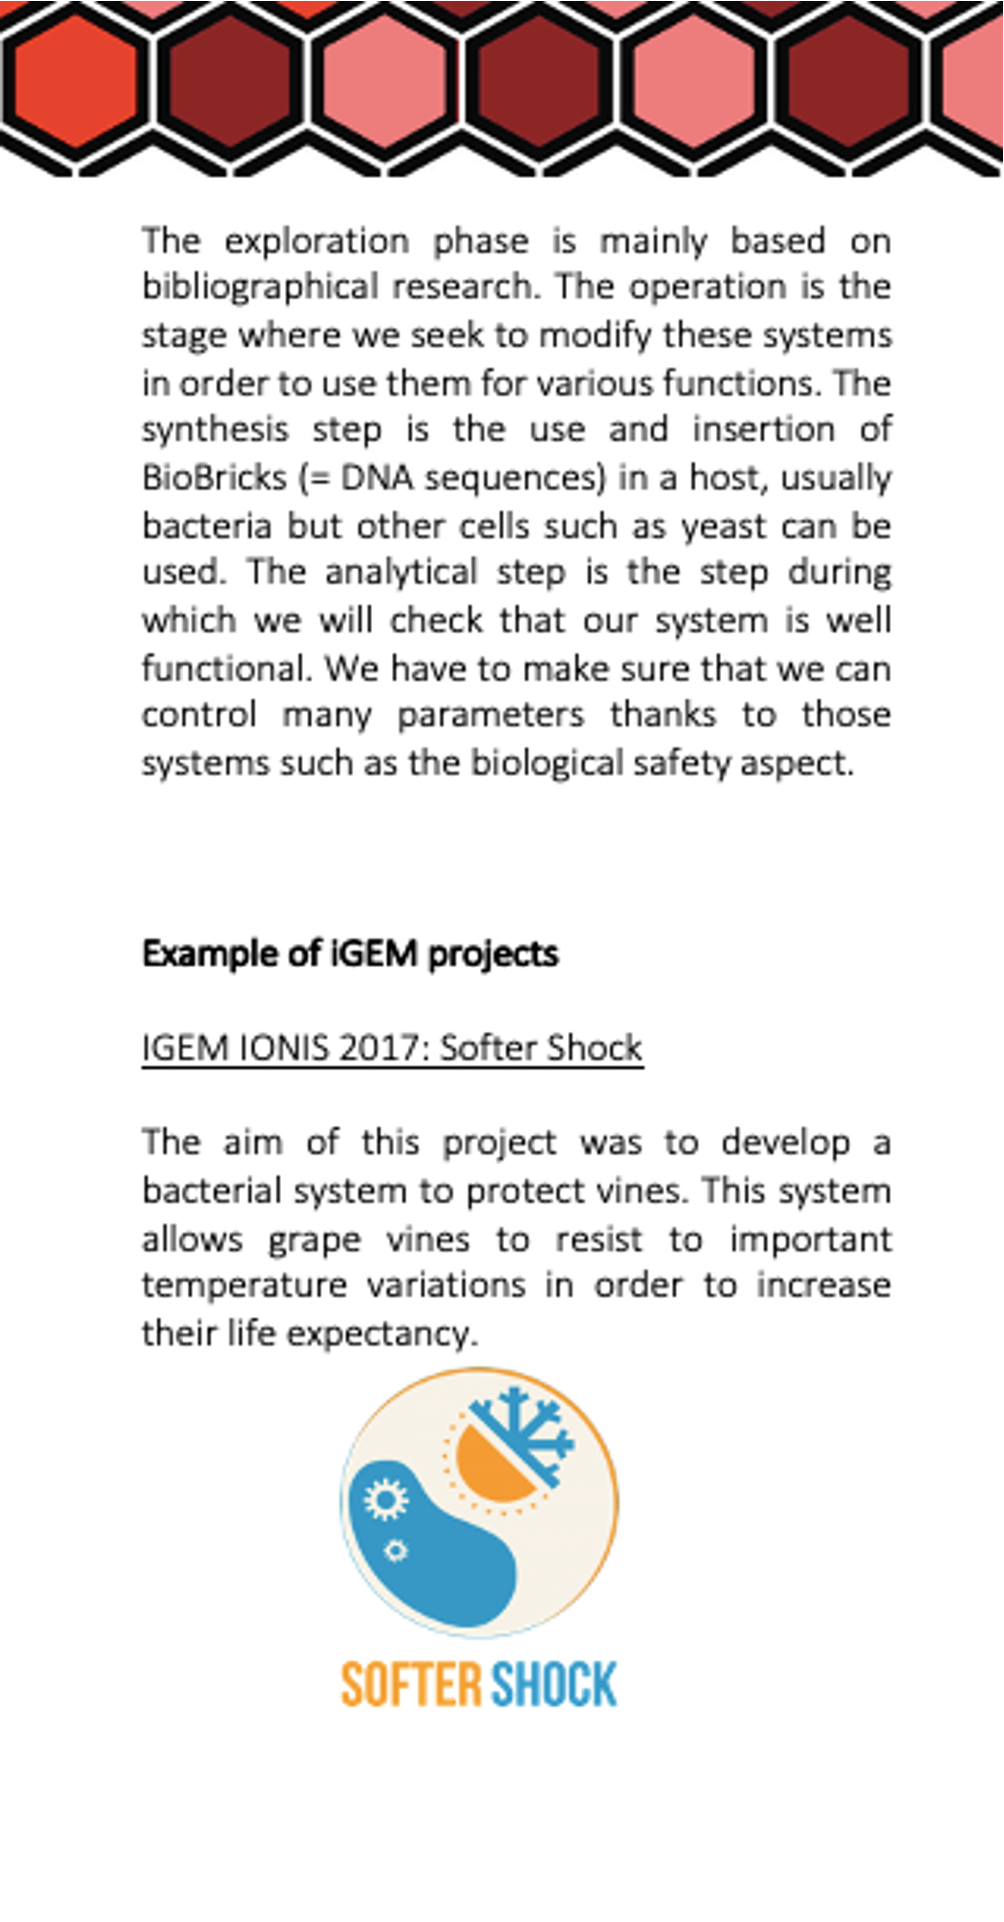 The exploration phase is mainly based on
bibliographical research. The operation is the
stage where we seek to modify these systems
in order to use them for various functions. The
synthesis step is the use and insertion of
BioBricks (= DNA sequences) in a host, usually
bacteria but other cells such as yeast can be
used. The analytical step is the step during
which we will check that our system is well
functional. We have to make sure that we can
control many parameters thanks to those
systems such as the biological safety aspect.
Example of iGEM projects
IGEM IONIS 2017: Softer Shock
The aim of this project was to develop a
bacterial system to protect vines. This system
allows grape vines to resist to important
temperature variations in order to increase
their life expectancy.
SOFTER SHOCK